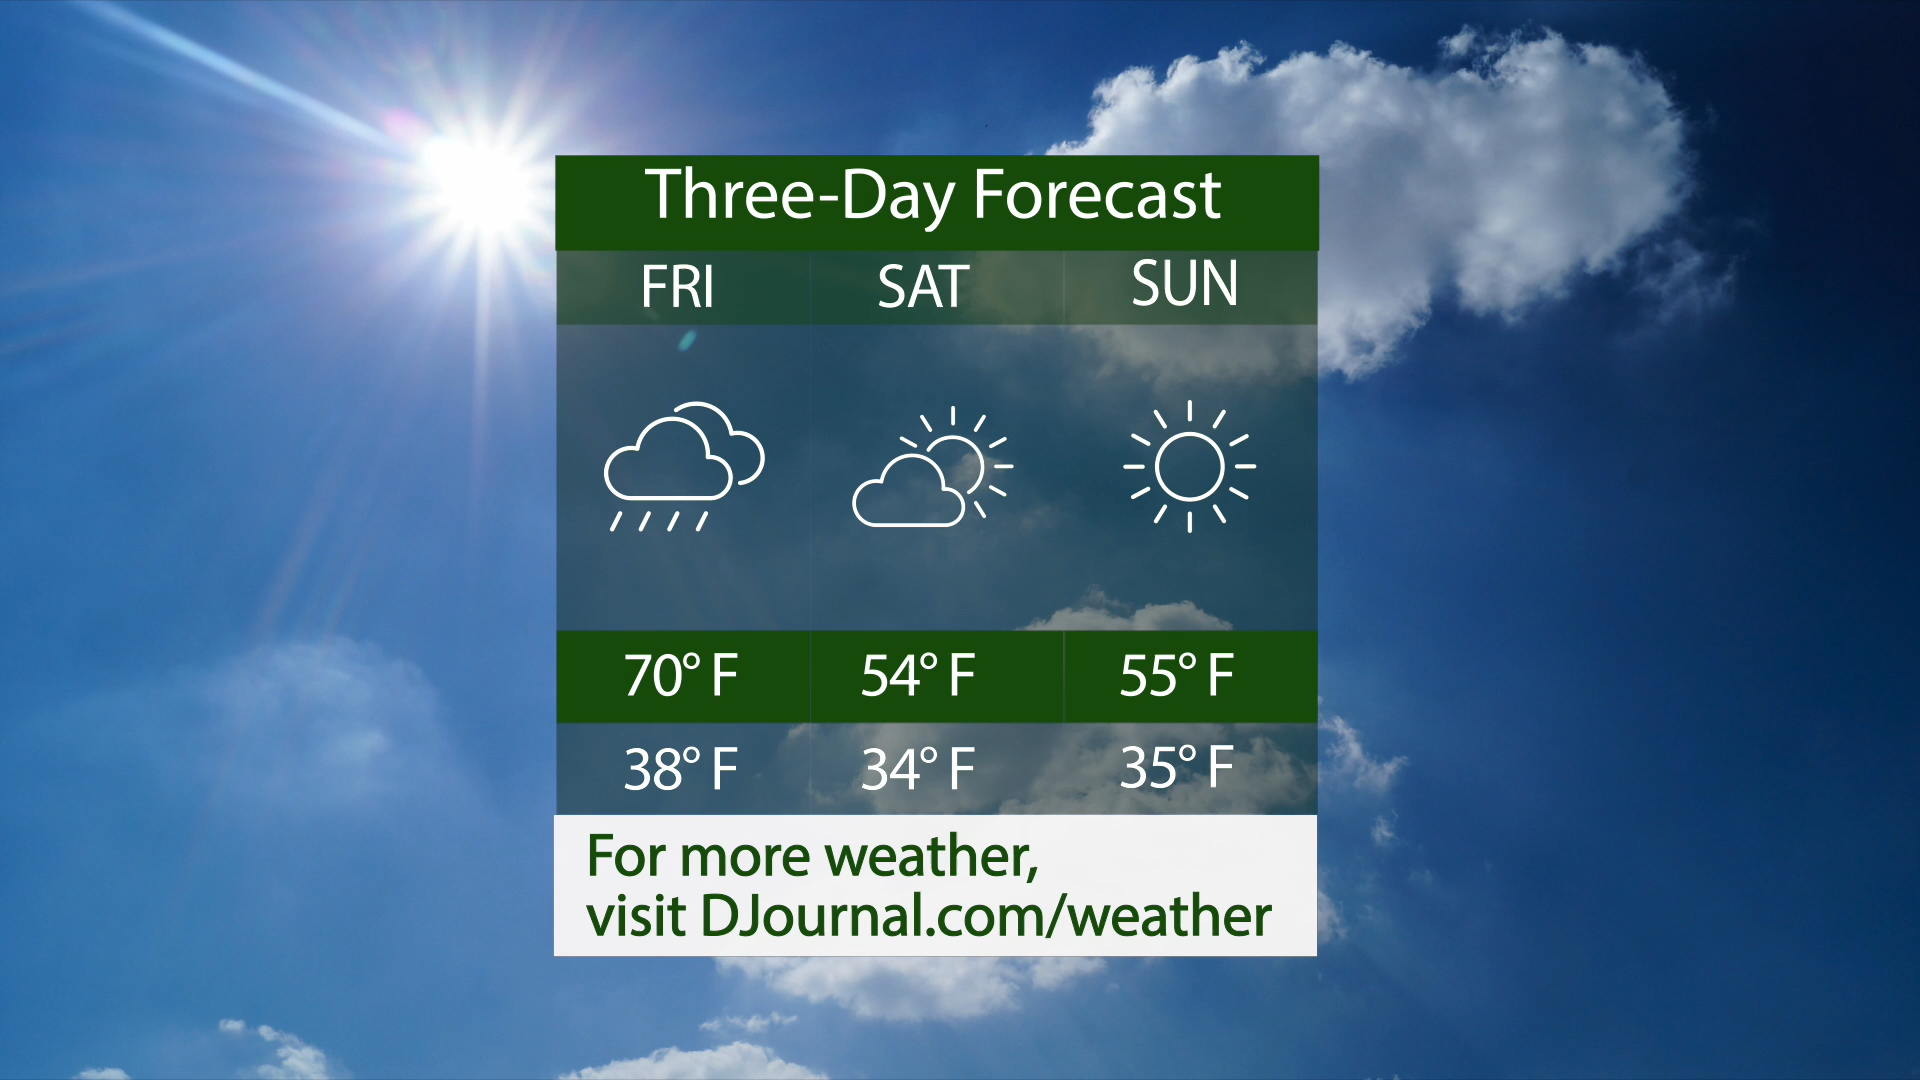 Three-Day Forecast
FRI SAT SUN
70° F 54° F 55° F
38° F 34° F 35° F
For more weather,
visit DJournal.com/weather